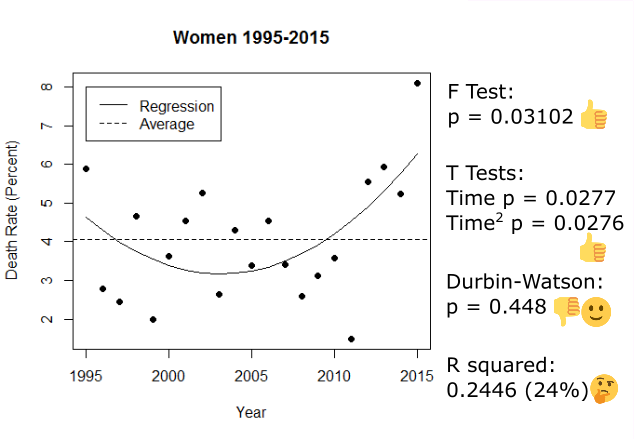 Women 1995-2015
Regression
Average
Death Rate (Percent)
8
7
6
5
4
3
2
1995
2000
2005
2010
2015
Year
F Test:
p = 0.03102
T Tests:
Time p = 0.0277
Time² p = 0.0276
Durbin-Watson:
p = 0.448
R squared:
0.2446 (24%)